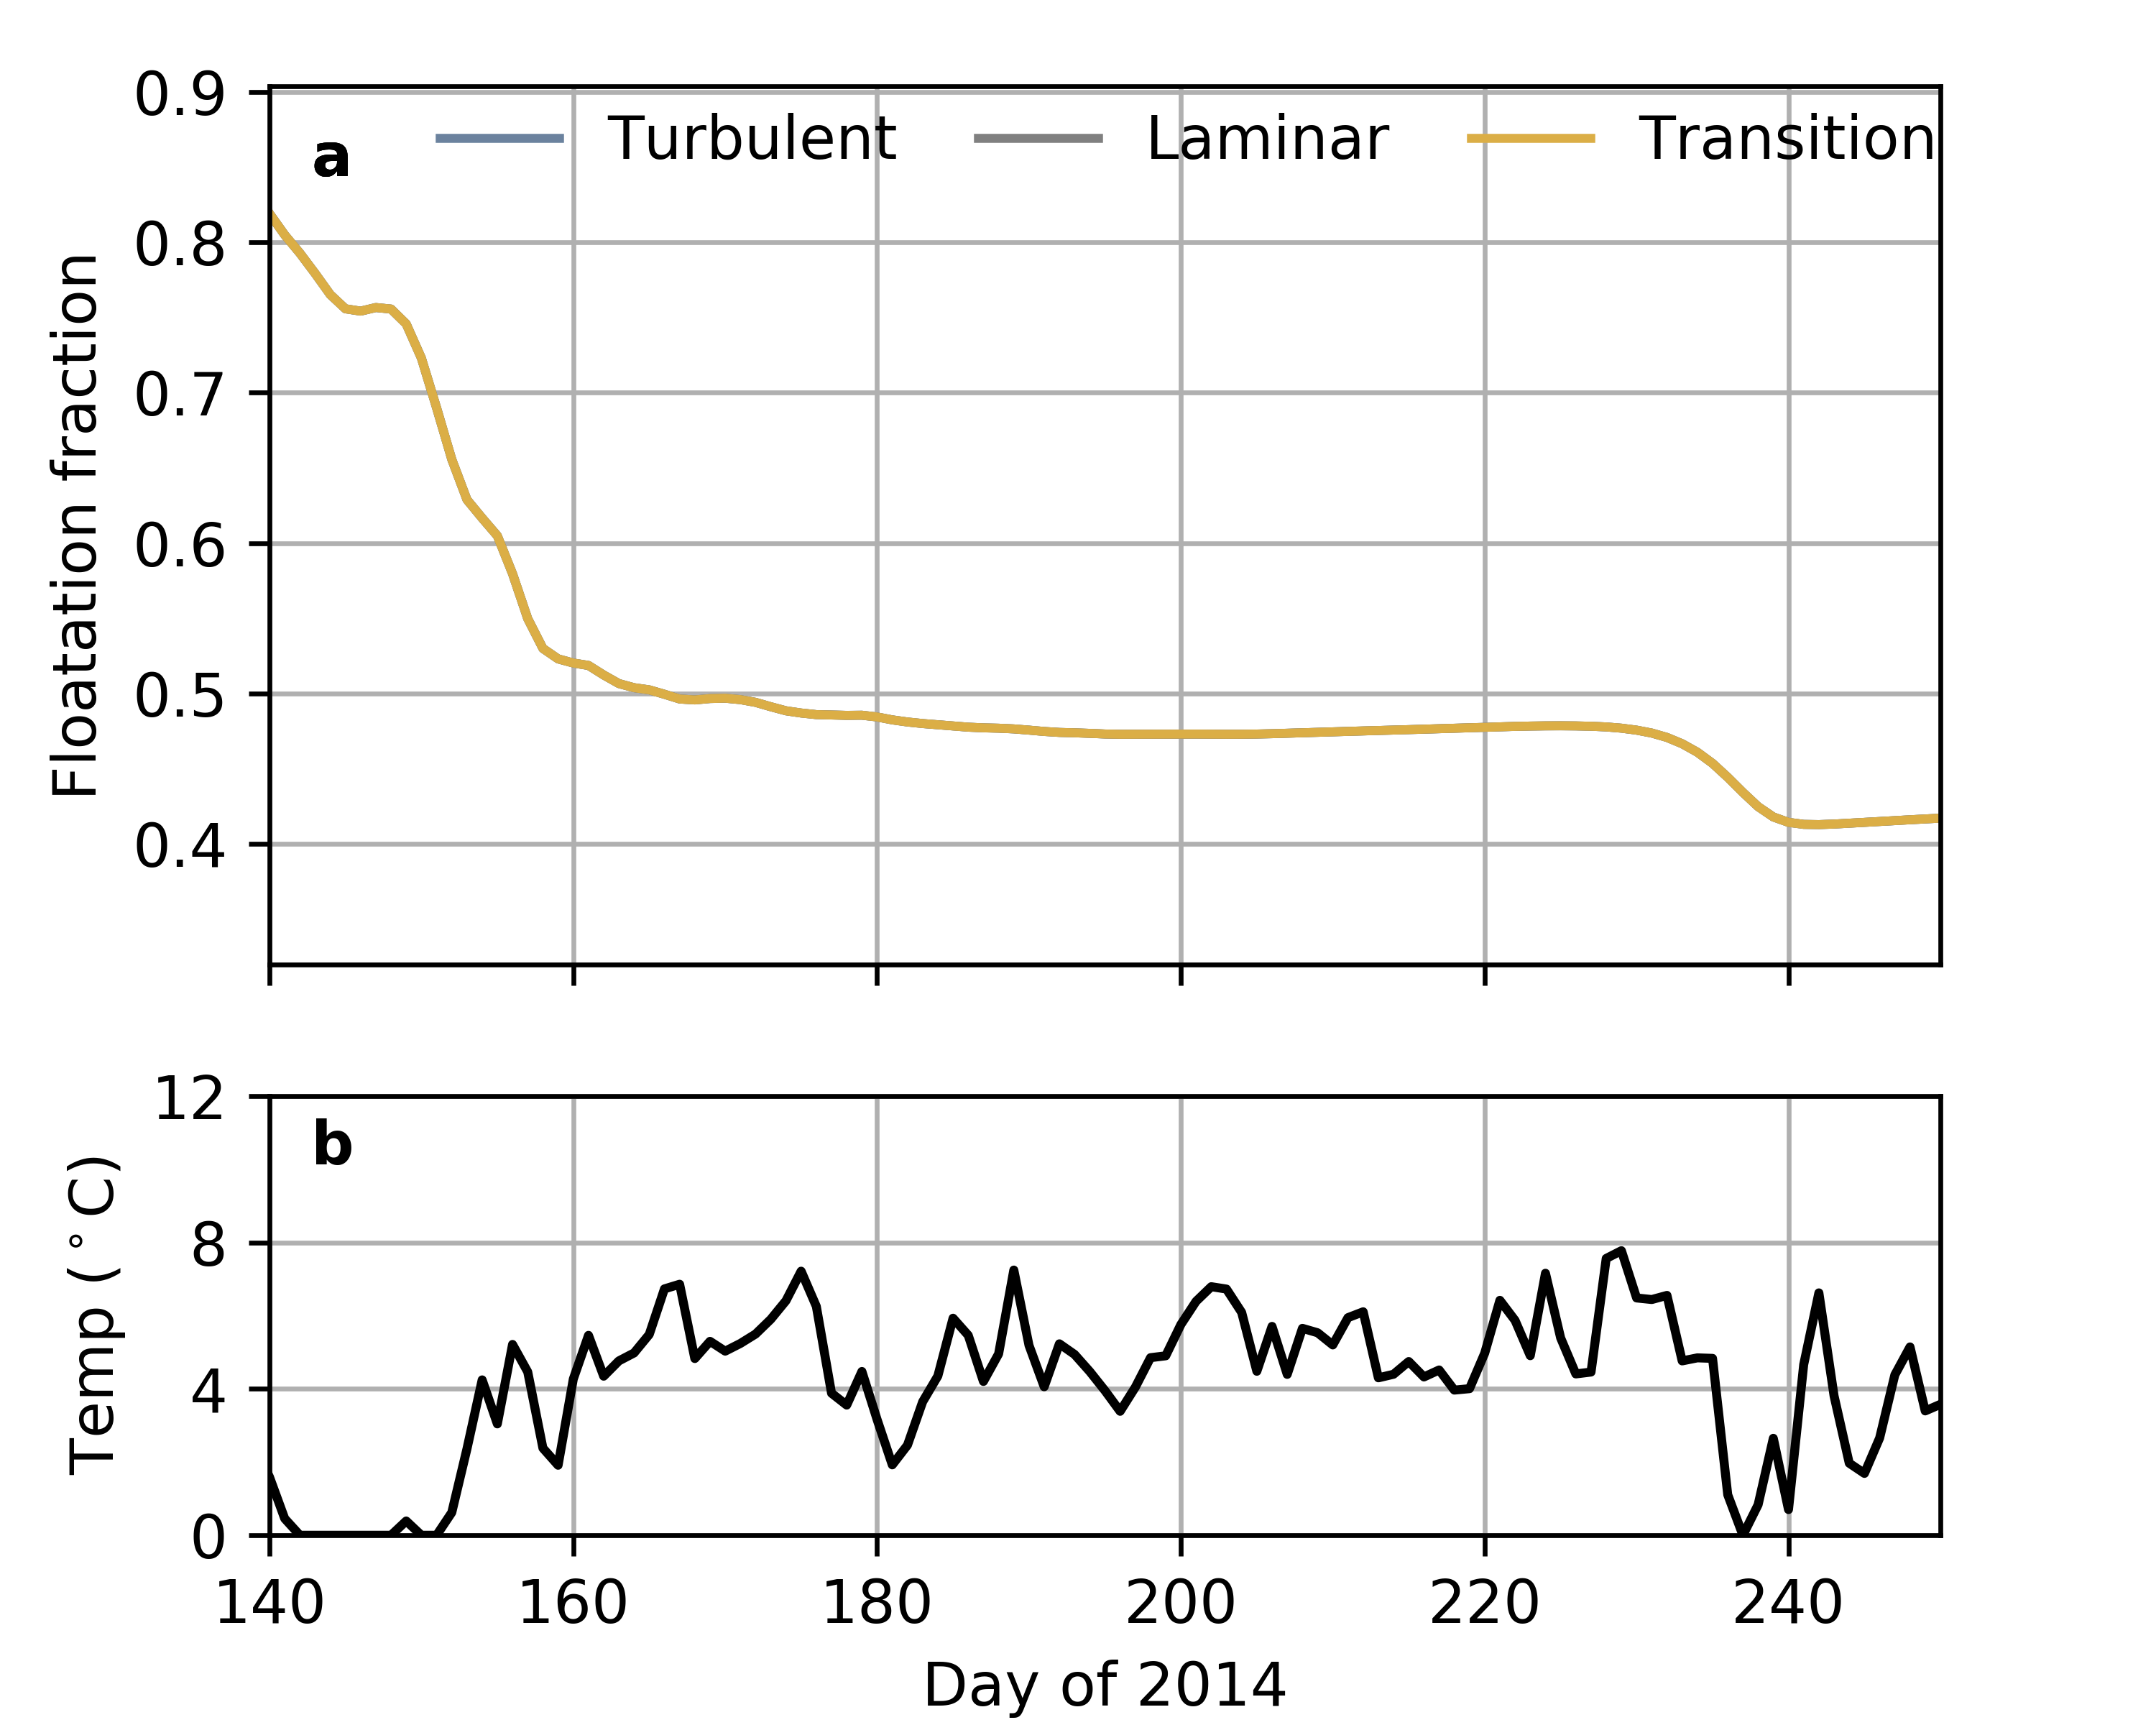 0.9
a Turbulent Laminar Transition
0.8
0.7
0.6
0.5
0.4
Floatation fraction
12
b
8
4
0
Temp (°C)
140 160 180 200 220 240
Day of 2014